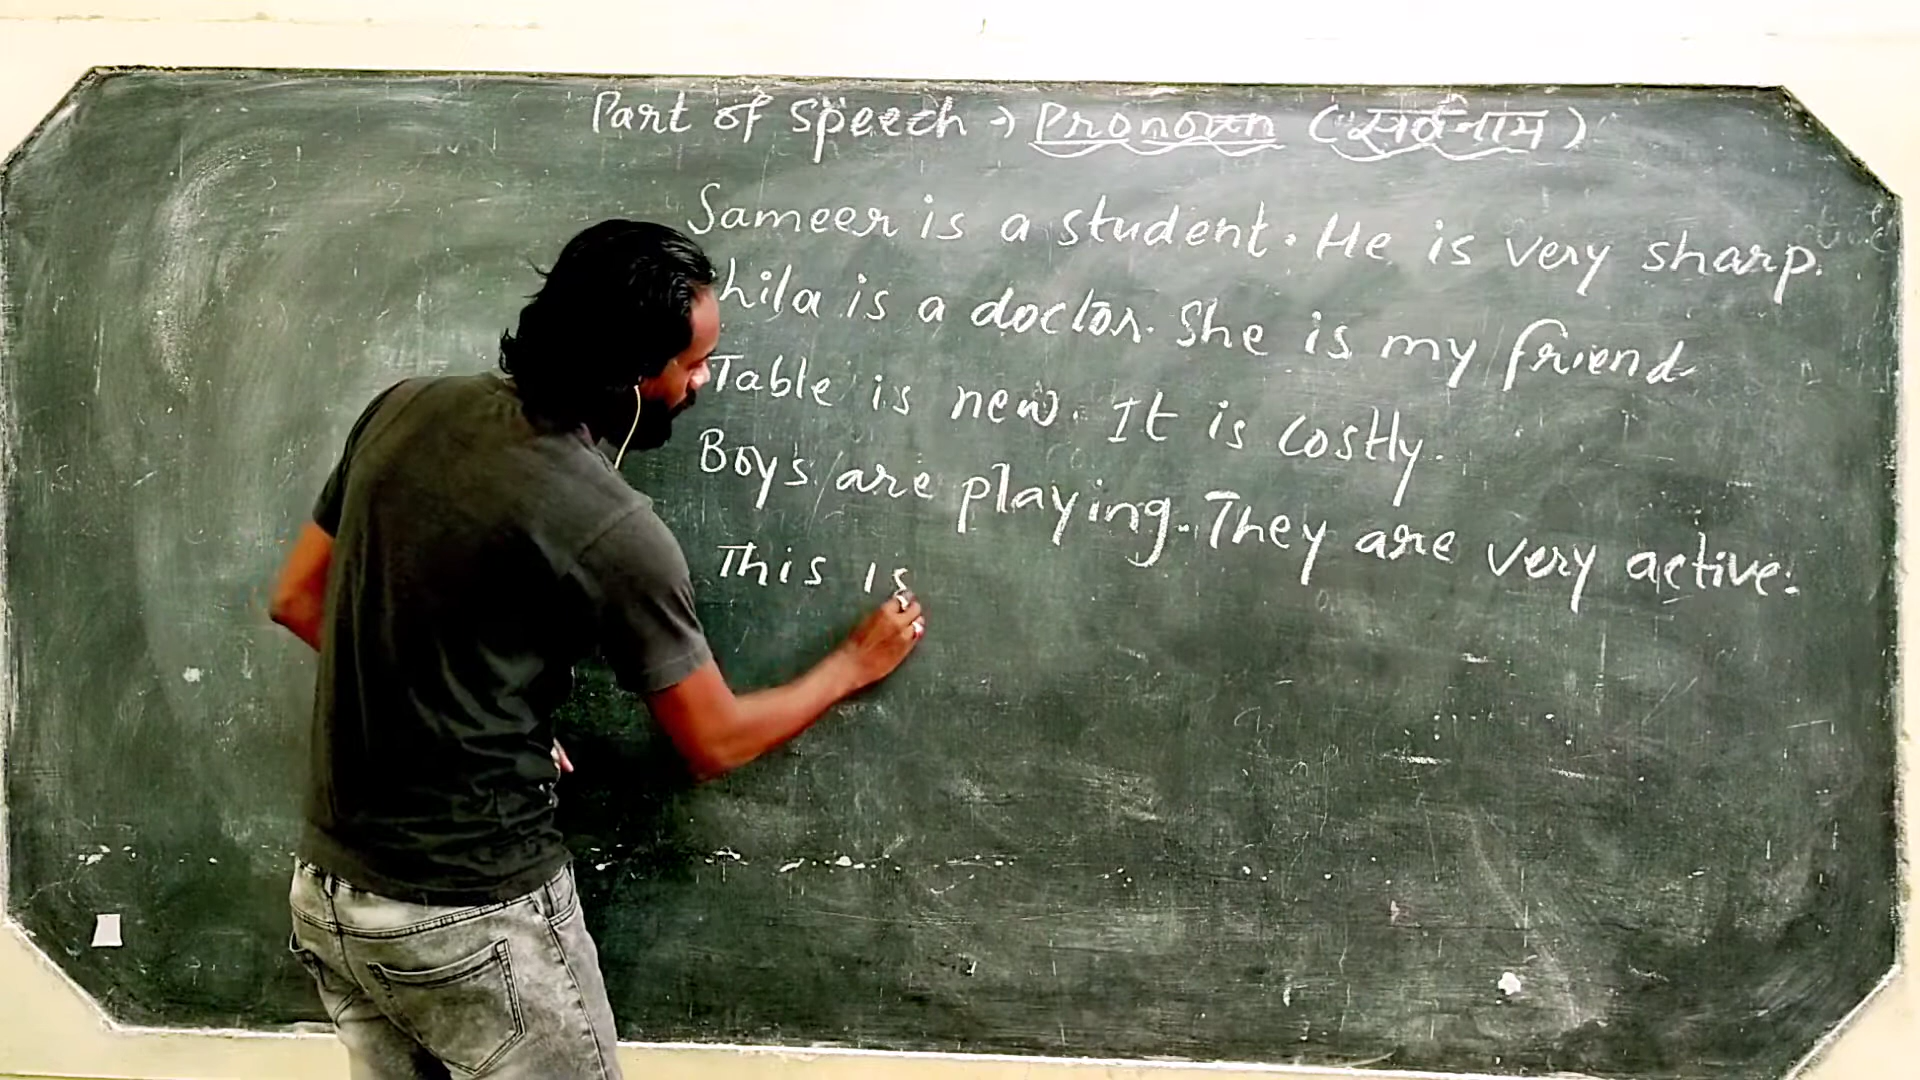 Part of Speech → Pronoun (सर्वनाम)
Sameer is a student. He is very sharp.
Lila is a doctor. She is my friend.
Table is new. It is costly.
Boys are playing. They are very active.
This is